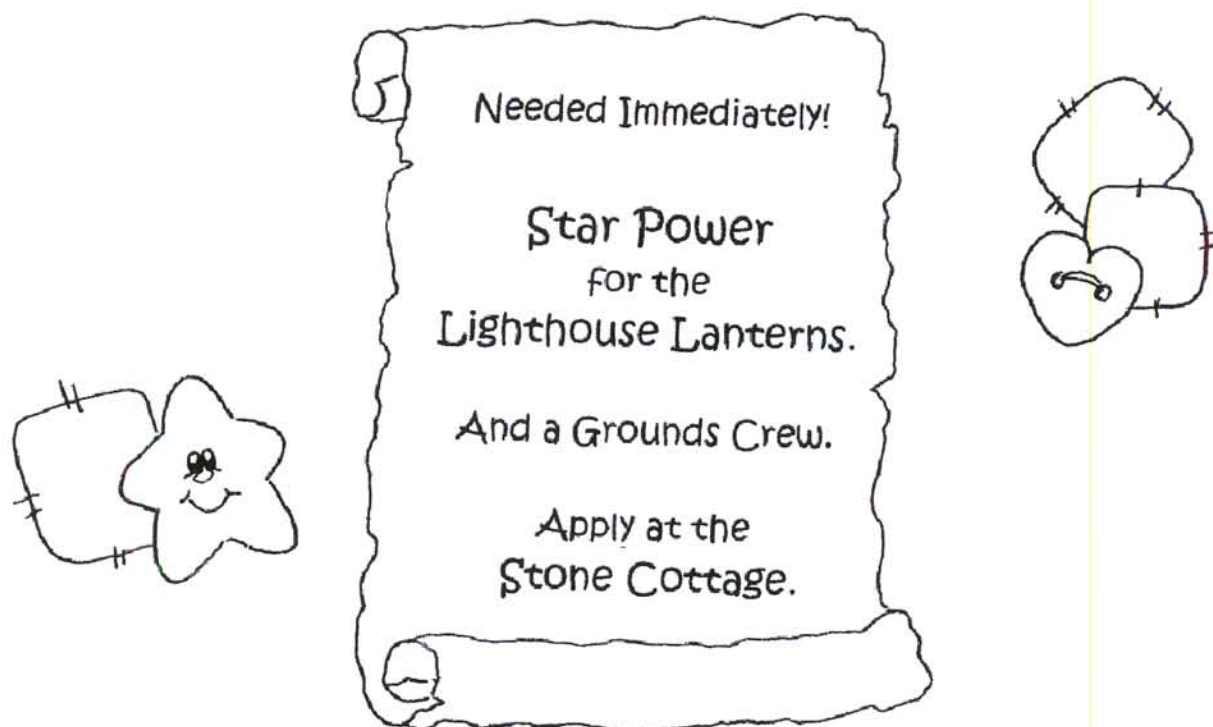 Needed Immediately!
Star Power
for the
Lighthouse Lanterns.
And a Grounds Crew.
Apply at the
Stone Cottage.